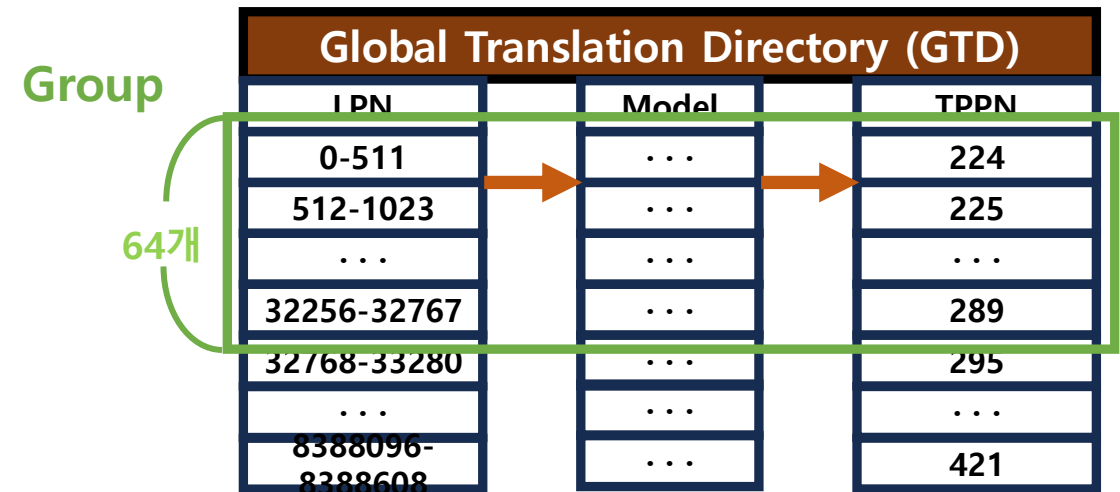 Global Translation Directory (GTD)
Group
LPN Model TPPN
0-511 ··· 224
512-1023 ··· 225
64개
··· ··· ···
32256-32767 ··· 289
32768-33280 ··· 295
··· ··· ···
8388096-
8388608 ··· 421